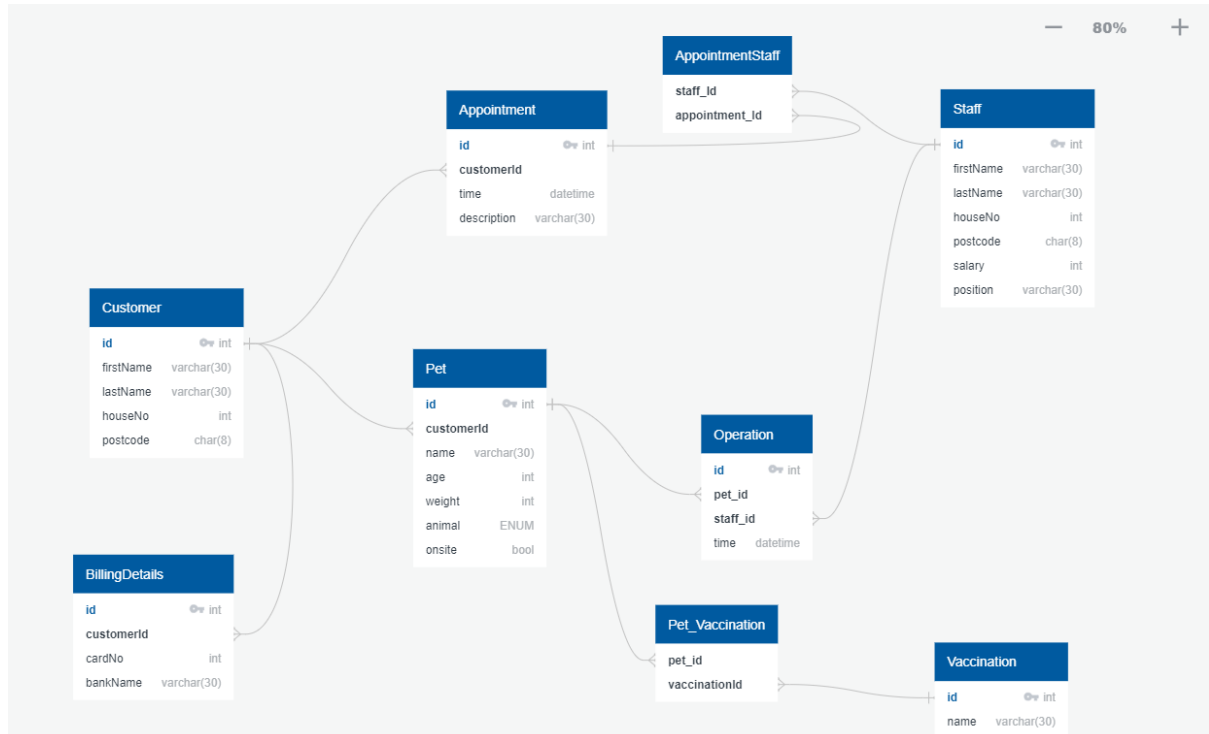 80%
AppointmentStaff
staff_Id
appointment_Id
Appointment
id int
customerId
time datetime
description varchar(30)
Staff
id int
firstName varchar(30)
lastName varchar(30)
houseNo int
postcode char(8)
salary int
position varchar(30)
Customer
id int
firstName varchar(30)
lastName varchar(30)
houseNo int
postcode char(8)
Pet
id int
customerId
name varchar(30)
age int
weight int
animal ENUM
onsite bool
Operation
id int
pet_id
staff_id
time datetime
BillingDetails
id int
customerId
cardNo int
bankName varchar(30)
Pet_Vaccination
pet_id
vaccinationId
Vaccination
id int
name varchar(30)